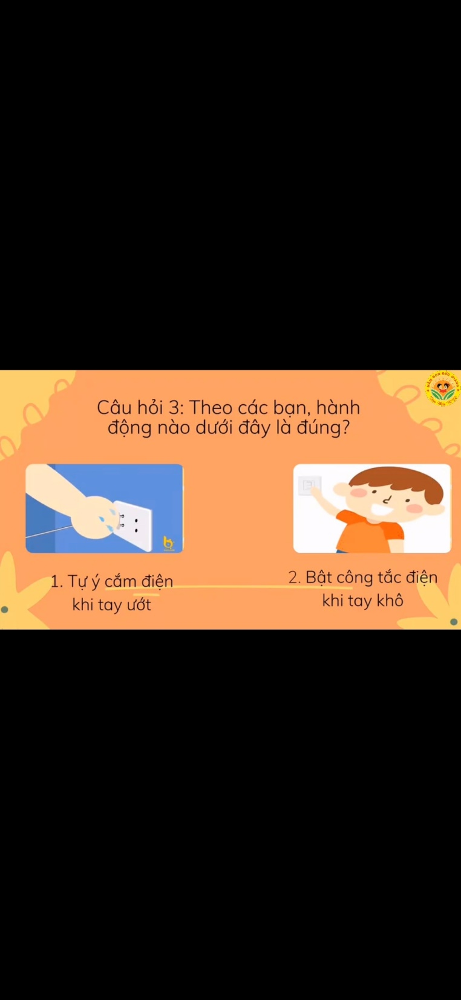 Câu hỏi 3: Theo các bạn, hành
động nào dưới đây là đúng?
1. Tự ý cắm điện
khi tay ướt
2. Bật công tắc điện
khi tay khô